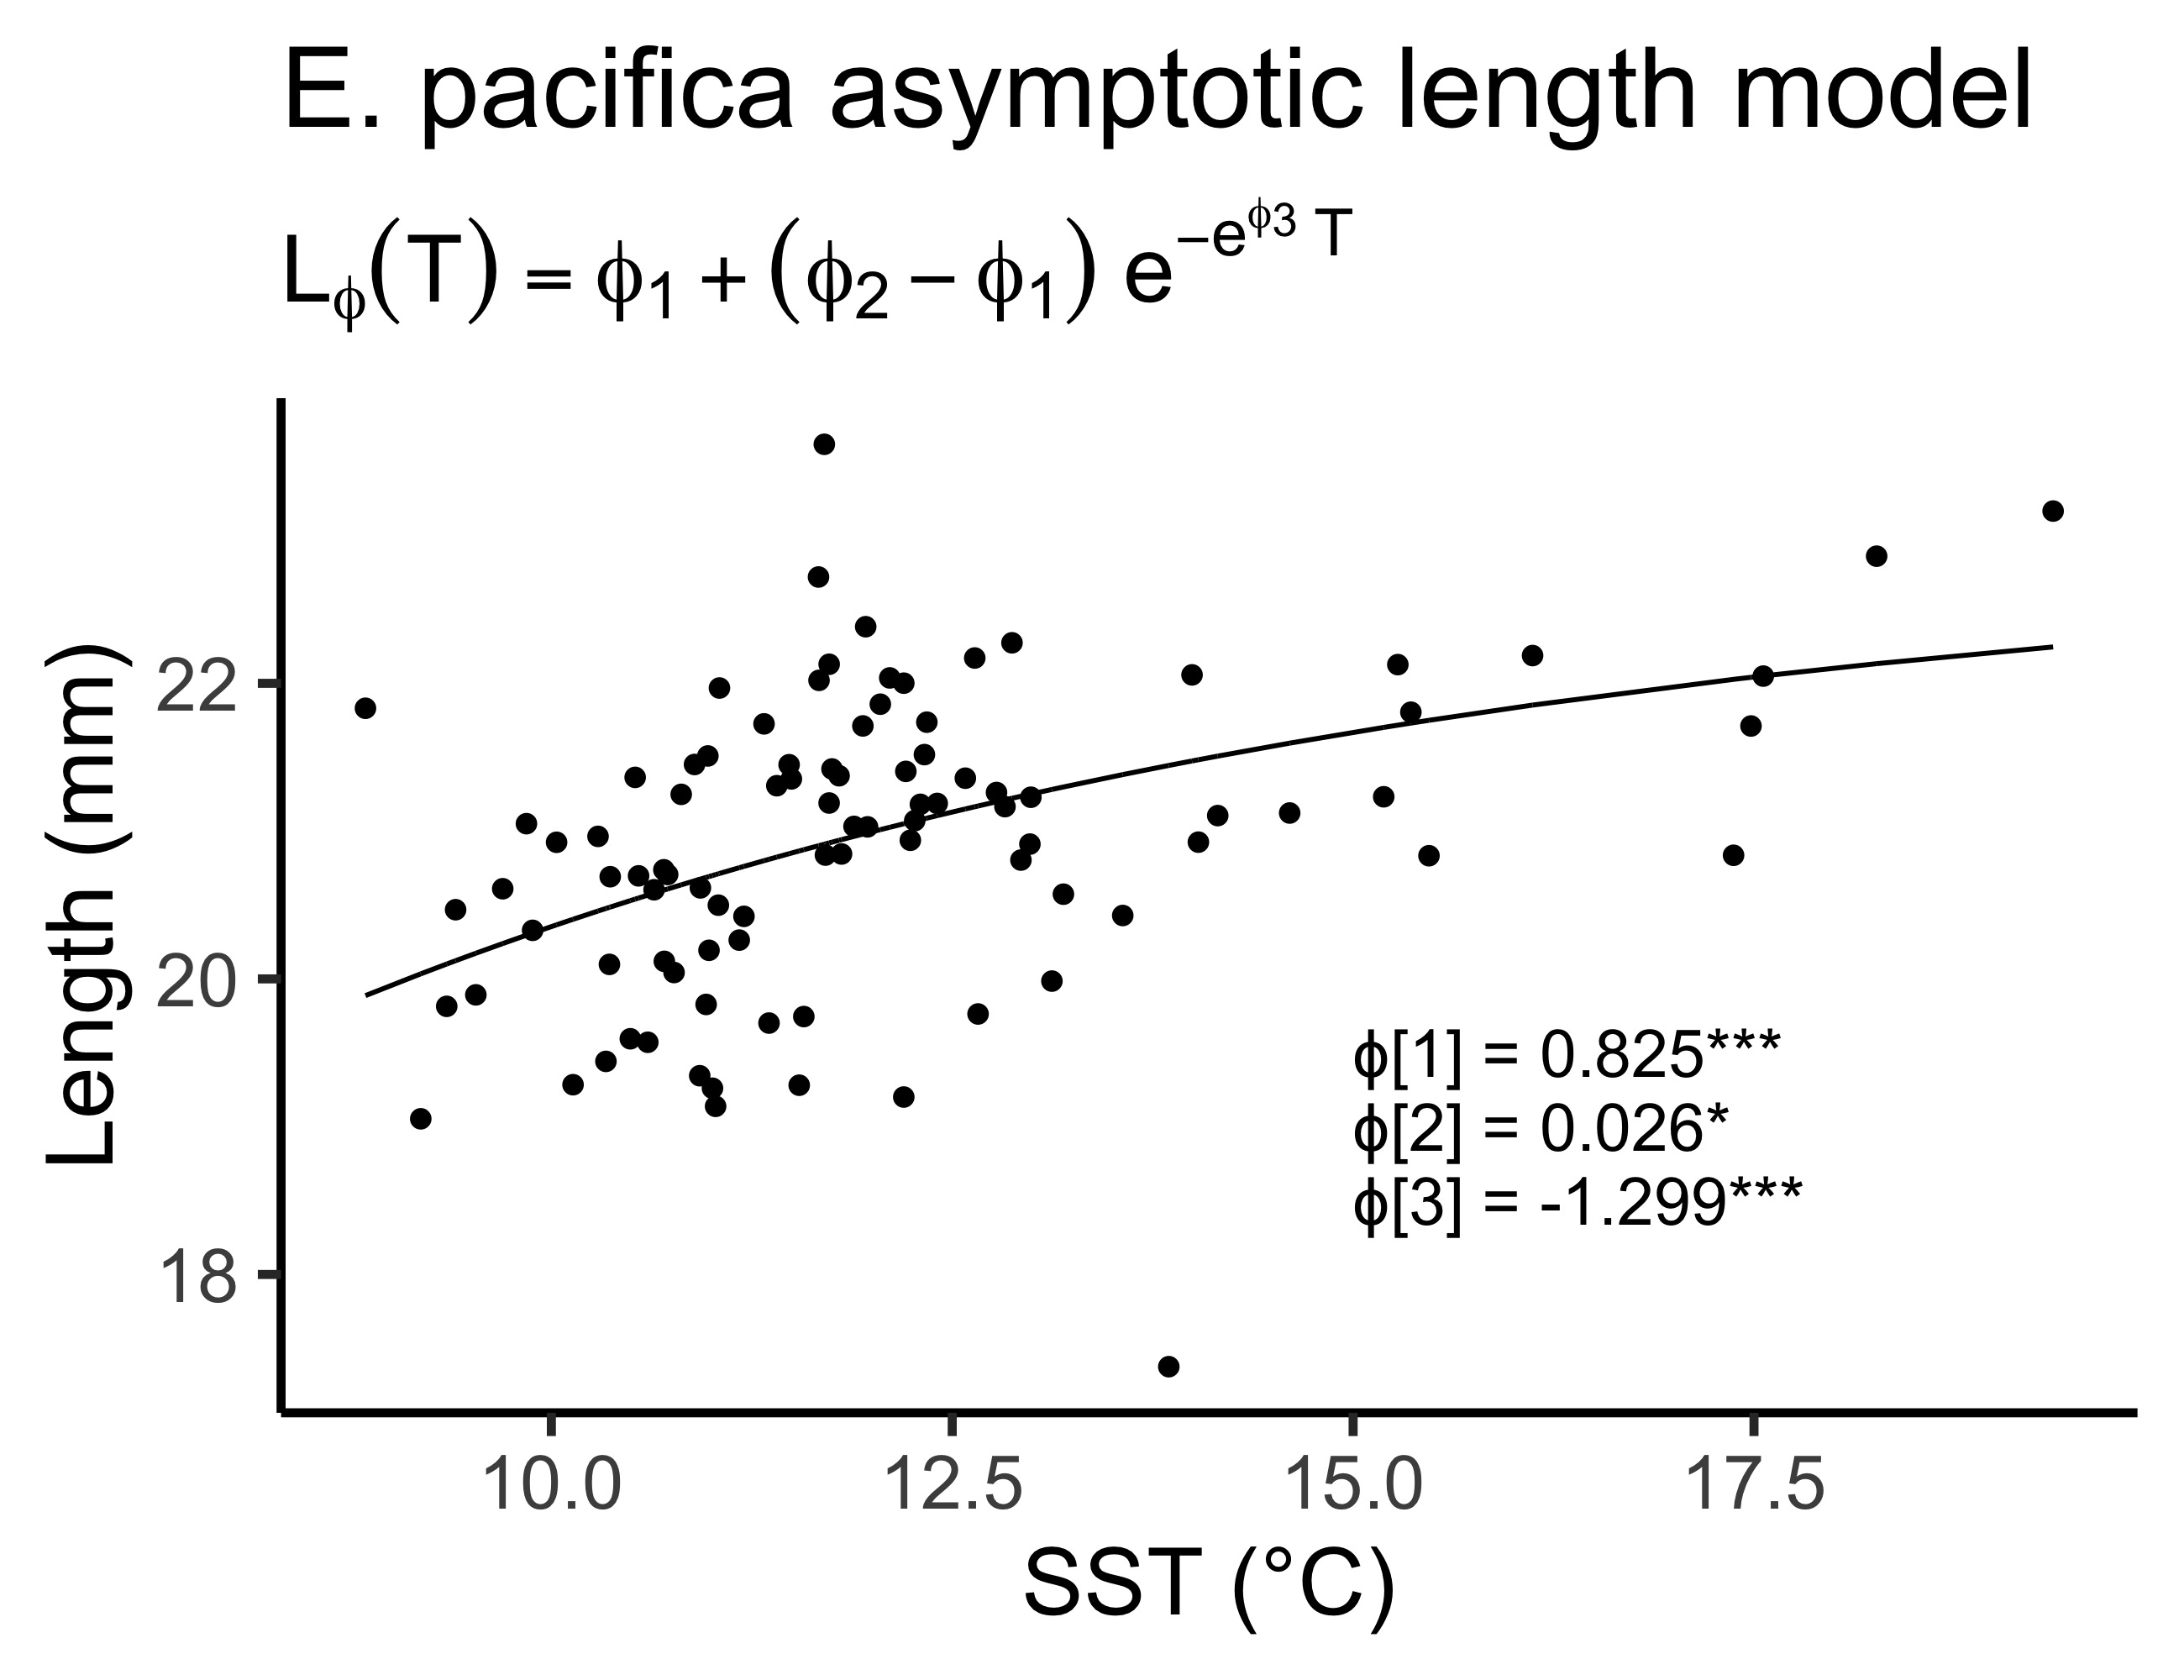 E. pacifica asymptotic length model
Lϕ(T) = ϕ1 + (ϕ2 − ϕ1) e^−e^ϕ3 T
Length (mm)
22
20
18
ϕ[1] = 0.825***
ϕ[2] = 0.026*
ϕ[3] = -1.299***
10.0 12.5 15.0 17.5
SST (°C)